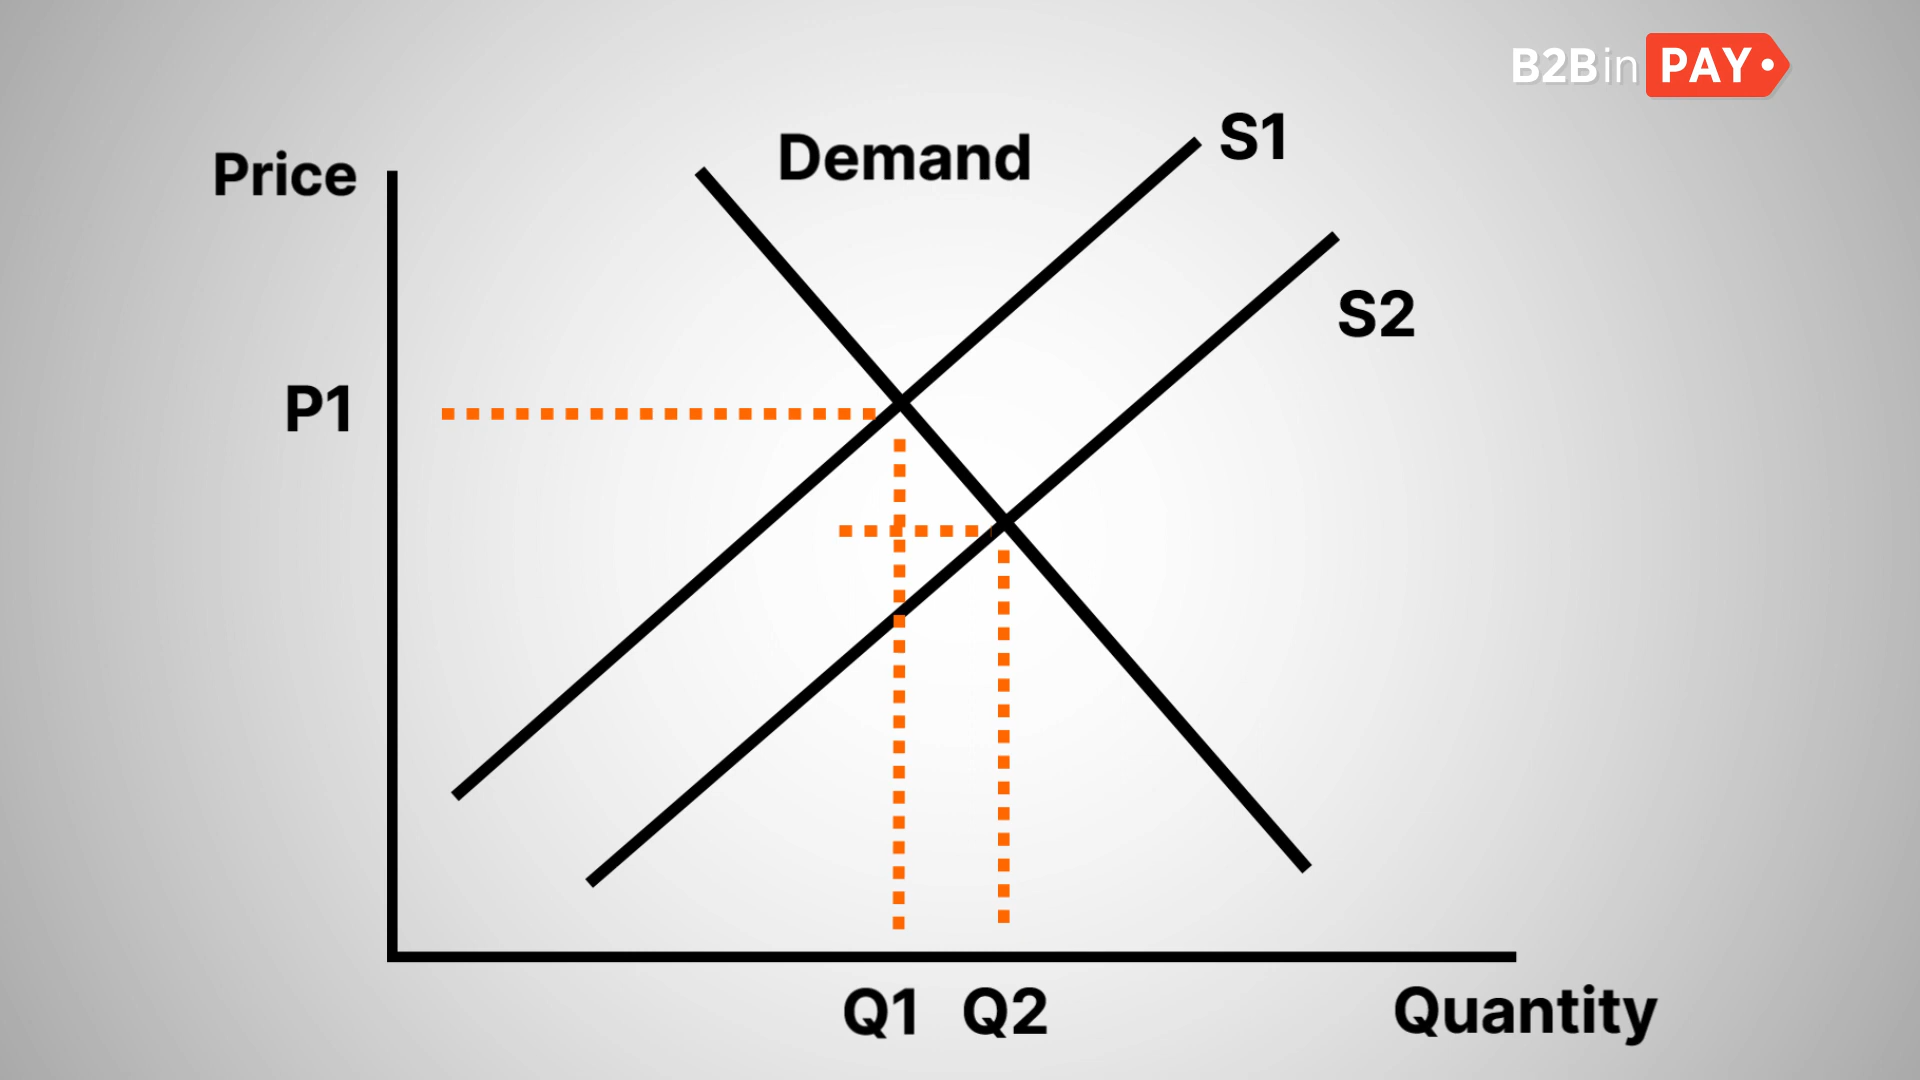 B2BinPAY
Demand
S1
Price
S2
P1
Q1
Q2
Quantity